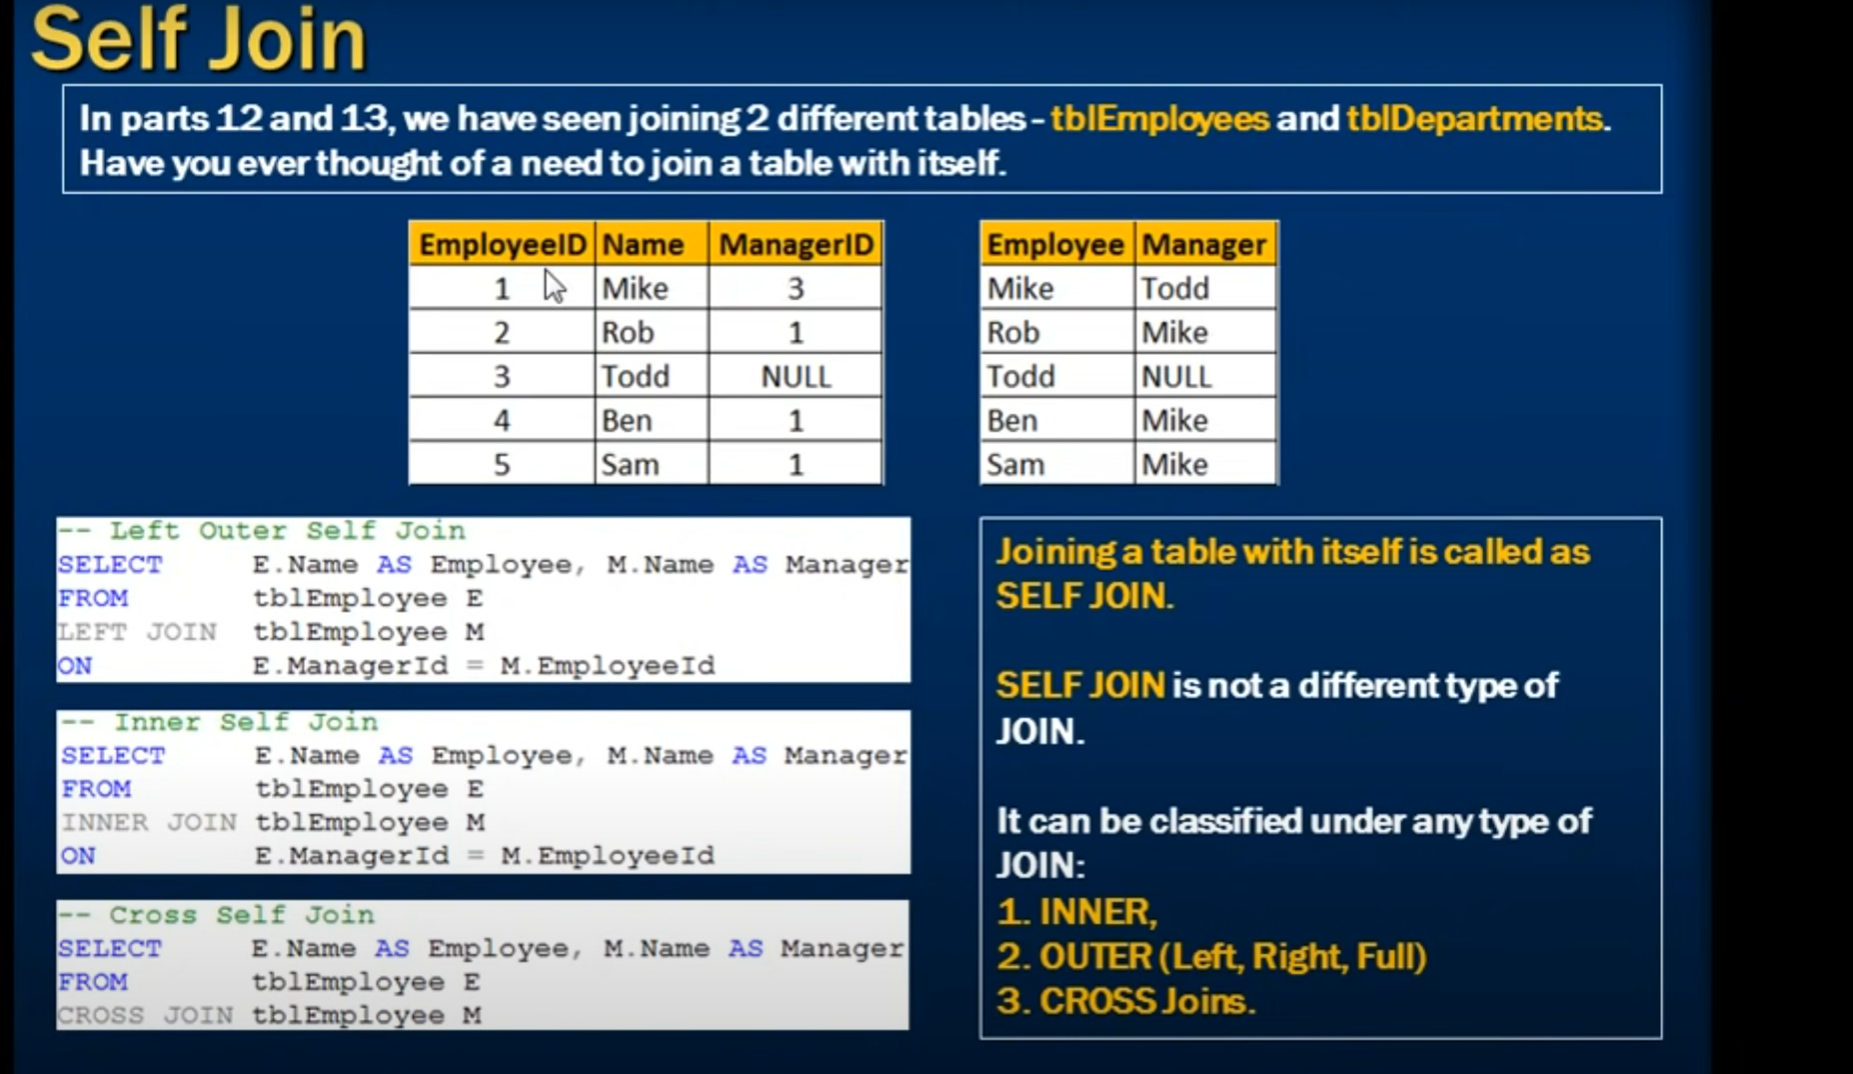 Self Join
In parts 12 and 13, we have seen joining 2 different tables - tblEmployees and tblDepartments.
Have you ever thought of a need to join a table with itself.
EmployeeID Name ManagerID
1 Mike 3
2 Rob 1
3 Todd NULL
4 Ben 1
5 Sam 1
Employee Manager
Mike Todd
Rob Mike
Todd NULL
Ben Mike
Sam Mike
-- Left Outer Self Join
SELECT E.Name AS Employee, M.Name AS Manager
FROM tblEmployee E
LEFT JOIN tblEmployee M
ON E.ManagerId = M.EmployeeId
-- Inner Self Join
SELECT E.Name AS Employee, M.Name AS Manager
FROM tblEmployee E
INNER JOIN tblEmployee M
ON E.ManagerId = M.EmployeeId
-- Cross Self Join
SELECT E.Name AS Employee, M.Name AS Manager
FROM tblEmployee E
CROSS JOIN tblEmployee M
Joining a table with itself is called as
SELF JOIN.
SELF JOIN is not a different type of
JOIN.
It can be classified under any type of
JOIN:
1. INNER,
2. OUTER (Left, Right, Full)
3. CROSS Joins.